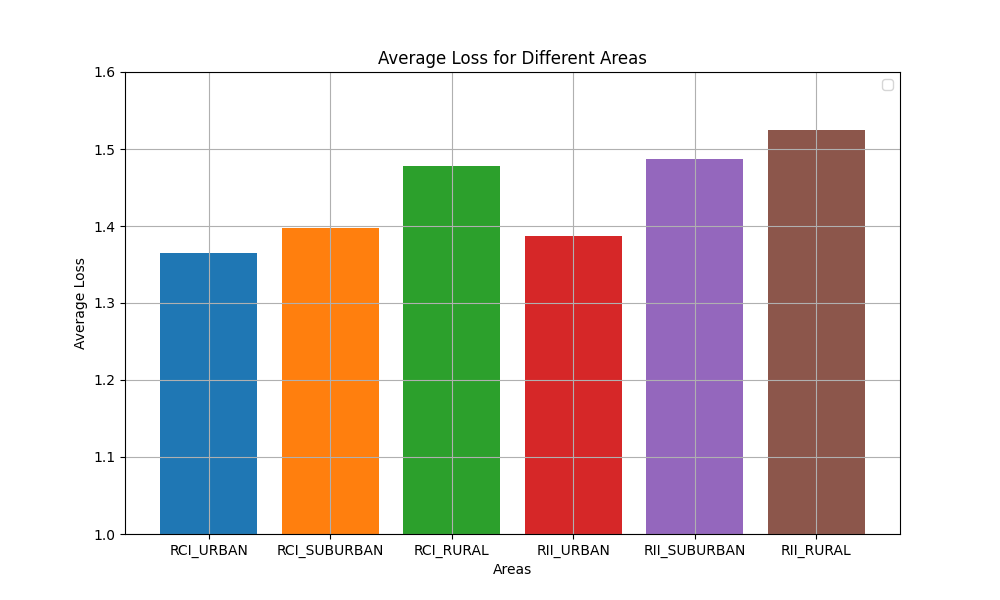 Average Loss for Different Areas
1.6
1.5
1.4
1.3
1.2
1.1
1.0
Average Loss
RCI_URBAN RCI_SUBURBAN RCI_RURAL RII_URBAN RII_SUBURBAN RII_RURAL
Areas